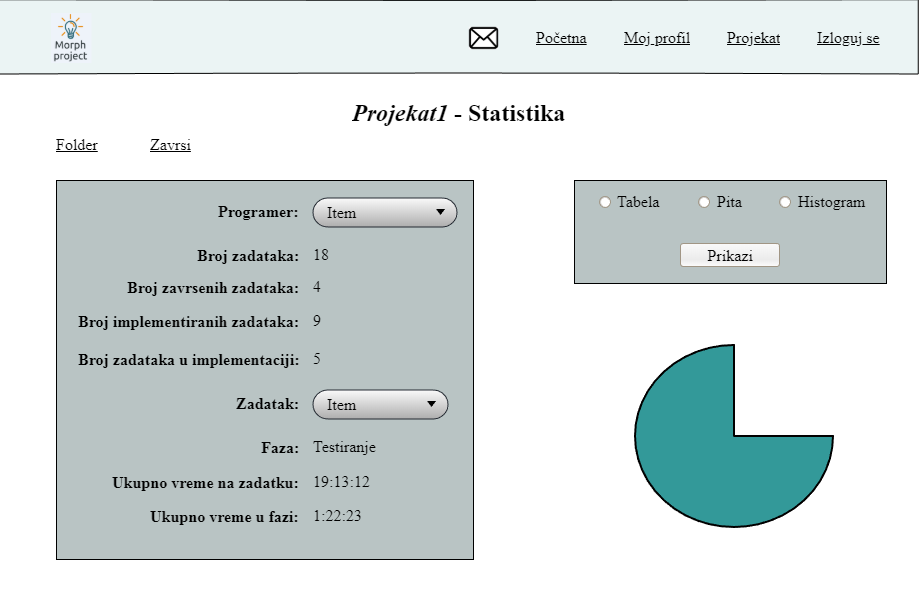 Morph
project
Početna Moj profil Projekat Izloguj se
Projekat1 - Statistika
Folder Zavrsi
Programer: Item
Broj zadataka: 18
Broj zavrsenih zadataka: 4
Broj implementiranih zadataka: 9
Broj zadataka u implementaciji: 5
Zadatak: Item
Faza: Testiranje
Ukupno vreme na zadatku: 19:13:12
Ukupno vreme u fazi: 1:22:23
Tabela Pita Histogram
Prikazi